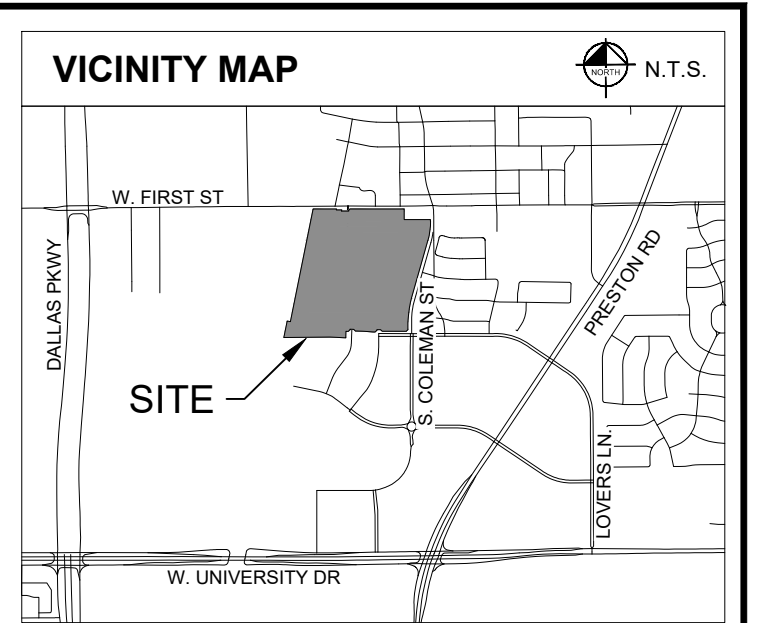 VICINITY MAP
NORTH
N.T.S.
W. FIRST ST
DALLAS PKWY
PRESTON RD
S. COLEMAN ST
SITE
LOVERS LN.
W. UNIVERSITY DR